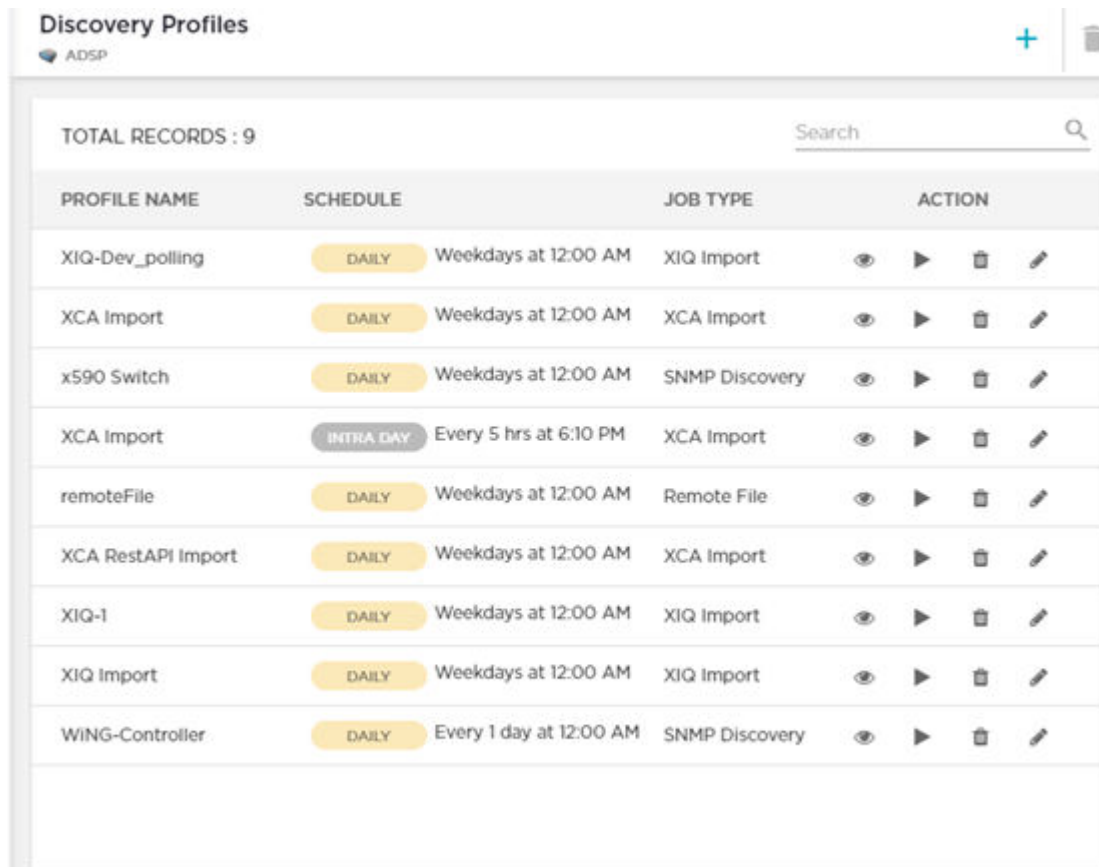 Discovery Profiles
ADSP
TOTAL RECORDS : 9
Search
PROFILE NAME SCHEDULE JOB TYPE ACTION
XIQ-Dev_polling DAILY Weekdays at 12:00 AM XIQ Import
XCA Import DAILY Weekdays at 12:00 AM XCA Import
x590 Switch DAILY Weekdays at 12:00 AM SNMP Discovery
XCA Import INTRA DAY Every 5 hrs at 6:10 PM XCA Import
remoteFile DAILY Weekdays at 12:00 AM Remote File
XCA RestAPI Import DAILY Weekdays at 12:00 AM XCA Import
XIQ-1 DAILY Weekdays at 12:00 AM XIQ Import
XIQ Import DAILY Weekdays at 12:00 AM XIQ Import
WiNG-Controller DAILY Every 1 day at 12:00 AM SNMP Discovery